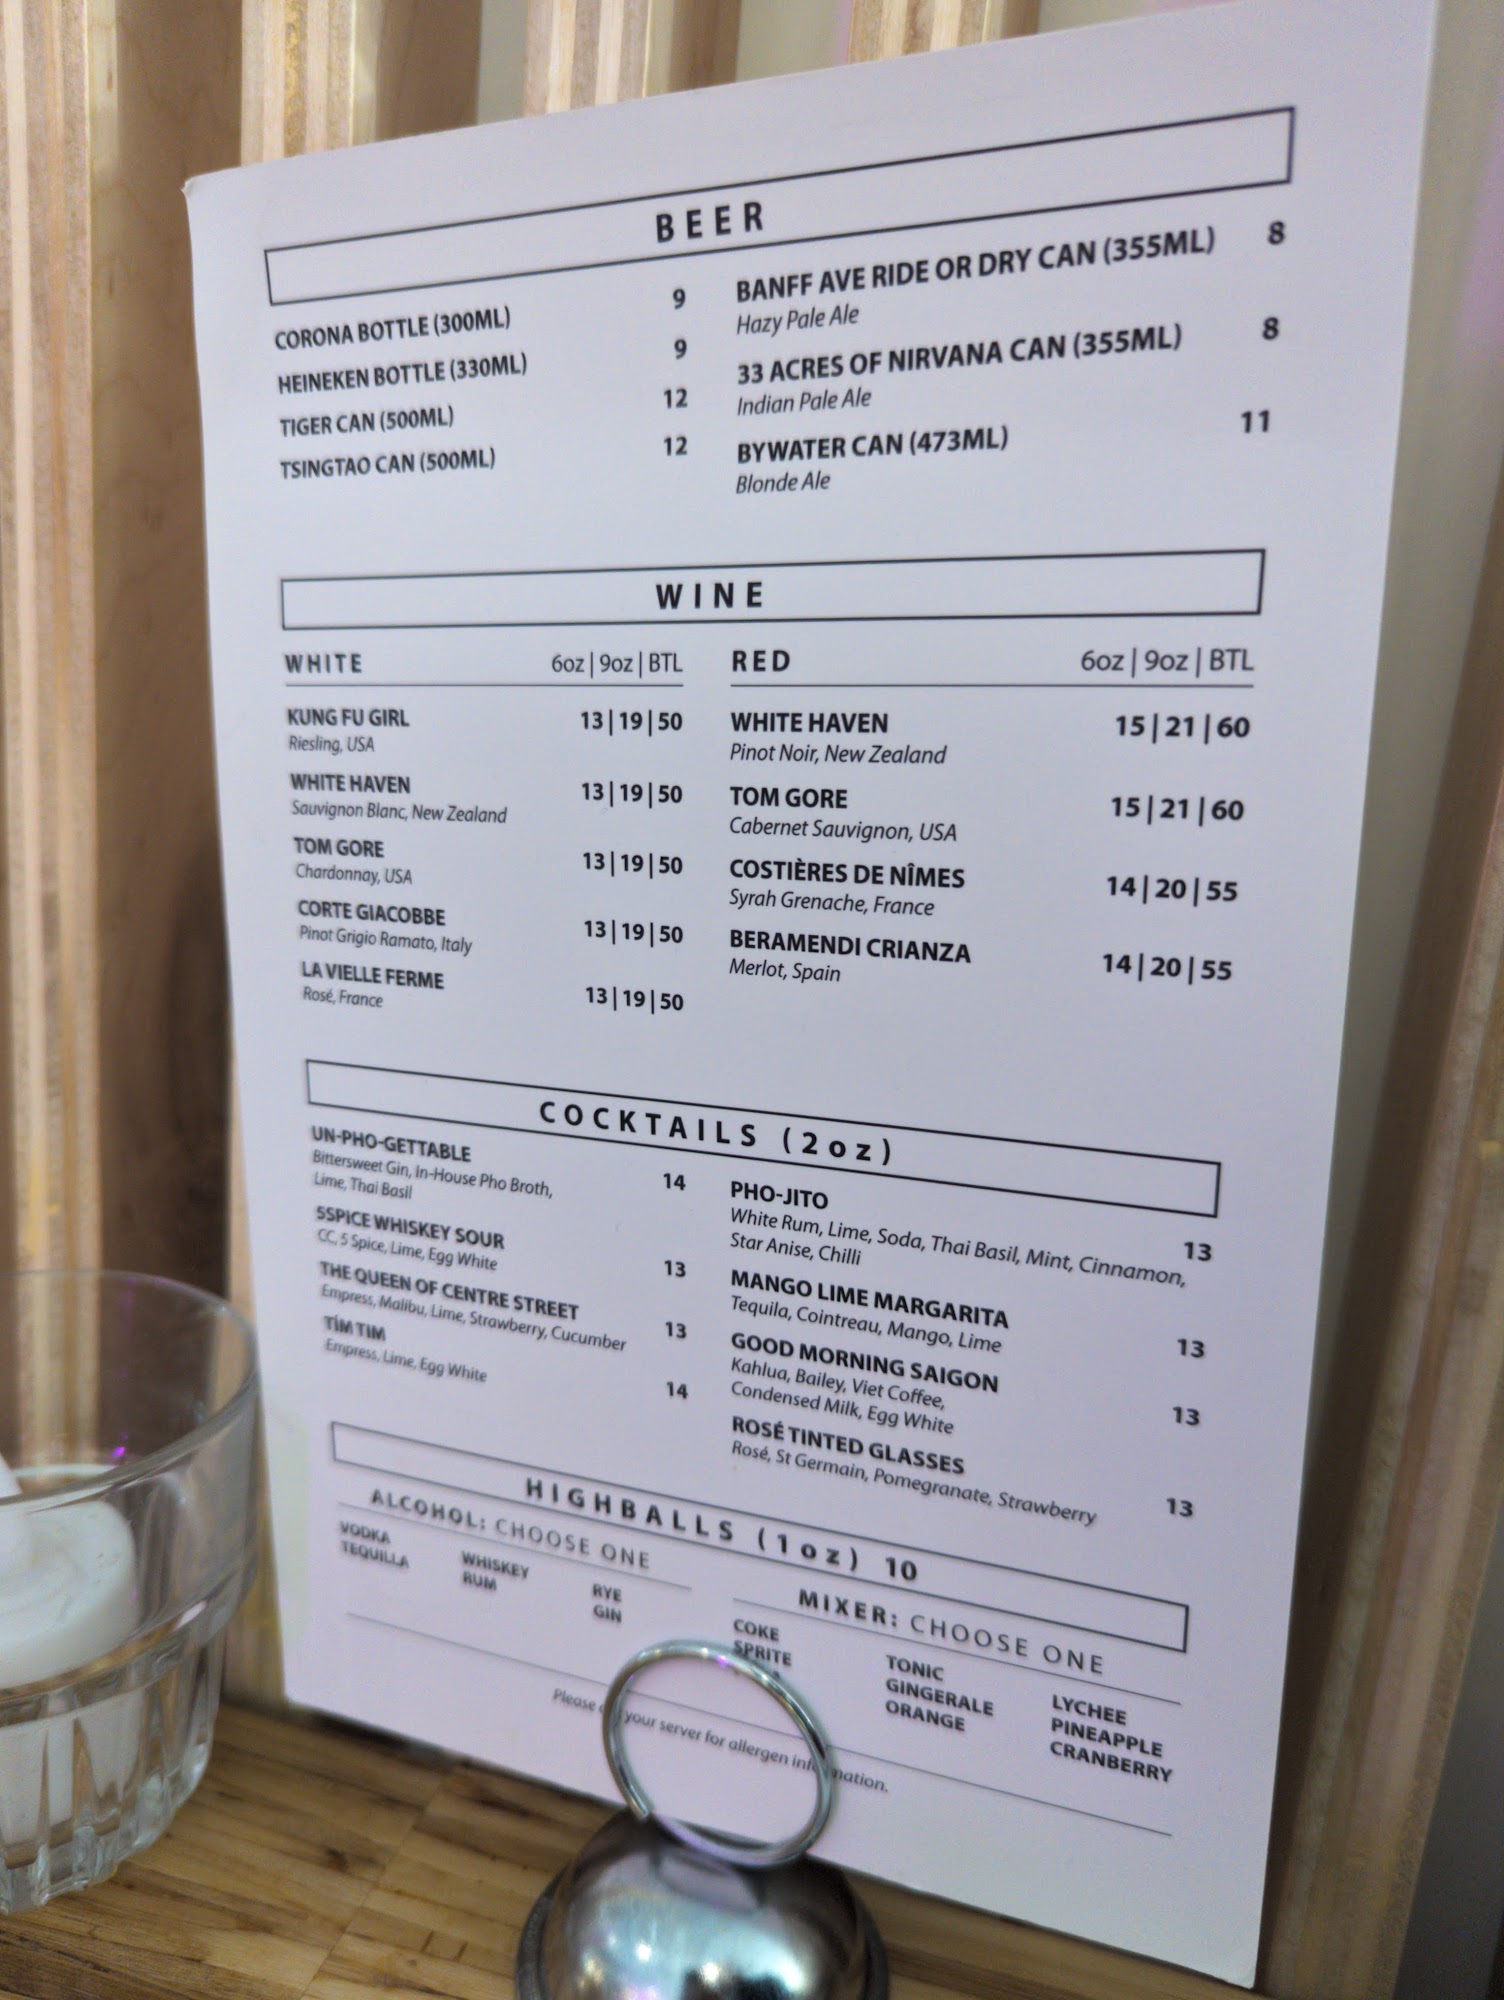 BEER
CORONA BOTTLE (300ML) 9
HEINEKEN BOTTLE (330ML) 9
TIGER CAN (500ML) 12
TSINGTAO CAN (500ML) 12
BANFF AVE RIDE OR DRY CAN (355ML) 8
Hazy Pale Ale
33 ACRES OF NIRVANA CAN (355ML) 8
Indian Pale Ale
BYWATER CAN (473ML) 11
Blonde Ale
WINE
WHITE 6oz | 9oz | BTL
KUNG FU GIRL 13 | 19 | 50
Riesling, USA
WHITE HAVEN 13 | 19 | 50
Sauvignon Blanc, New Zealand
TOM GORE 13 | 19 | 50
Chardonnay, USA
CORTE GIACOBBE 13 | 19 | 50
Pinot Grigio Ramato, Italy
LA VIELLE FERME 13 | 19 | 50
Rosé, France
RED 6oz | 9oz | BTL
WHITE HAVEN 15 | 21 | 60
Pinot Noir, New Zealand
TOM GORE 15 | 21 | 60
Cabernet Sauvignon, USA
COSTIÈRES DE NÎMES 14 | 20 | 55
Syrah Grenache, France
BERAMENDI CRIANZA 14 | 20 | 55
Merlot, Spain
COCKTAILS (2oz)
UN-PHO-GETTABLE 14
Bittersweet Gin, In-House Pho Broth,
Lime, Thai Basil
5SPICE WHISKEY SOUR 13
CC, 5 Spice, Lime, Egg White
THE QUEEN OF CENTRE STREET 13
Empress, Malibu, Lime, Strawberry, Cucumber
TÍM TIM 14
Empress, Lime, Egg White
PHO-JITO 13
White Rum, Lime, Soda, Thai Basil, Mint, Cinnamon,
Star Anise, Chilli
MANGO LIME MARGARITA 13
Tequila, Cointreau, Mango, Lime
GOOD MORNING SAIGON 13
Kahlua, Bailey, Viet Coffee,
Condensed Milk, Egg White
ROSÉ TINTED GLASSES 13
Rosé, St Germain, Pomegranate, Strawberry
HIGHBALLS (1oz) 10
ALCOHOL: CHOOSE ONE
VODKA WHISKEY RYE
TEQUILLA RUM GIN
MIXER: CHOOSE ONE
COKE TONIC LYCHEE
SPRITE GINGERALE PINEAPPLE
ORANGE CRANBERRY
Please your server for allergen information.